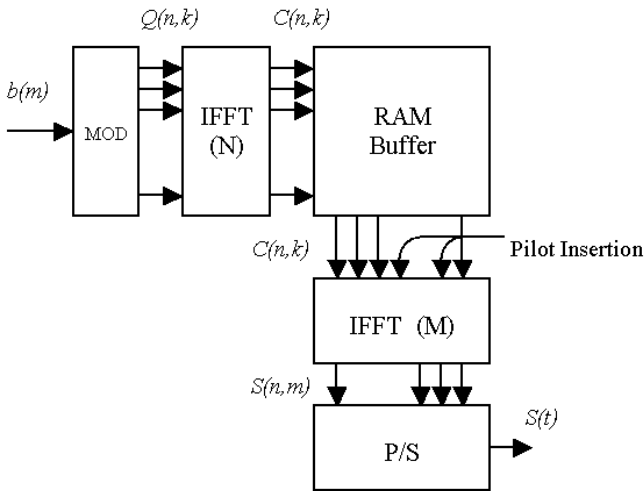 Q(n,k)
C(n,k)
b(m)
MOD
IFFT
(N)
RAM
Buffer
C(n,k)
Pilot Insertion
IFFT (M)
S(n,m)
S(t)
P/S